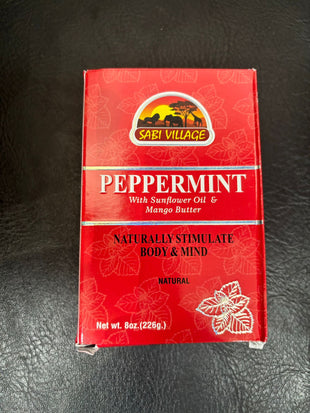 SABI VILLAGE
PEPPERMINT
With Sunflower Oil &
Mango Butter
NATURALLY STIMULATE
BODY & MIND
NATURAL
Net wt. 8oz.(226g.)